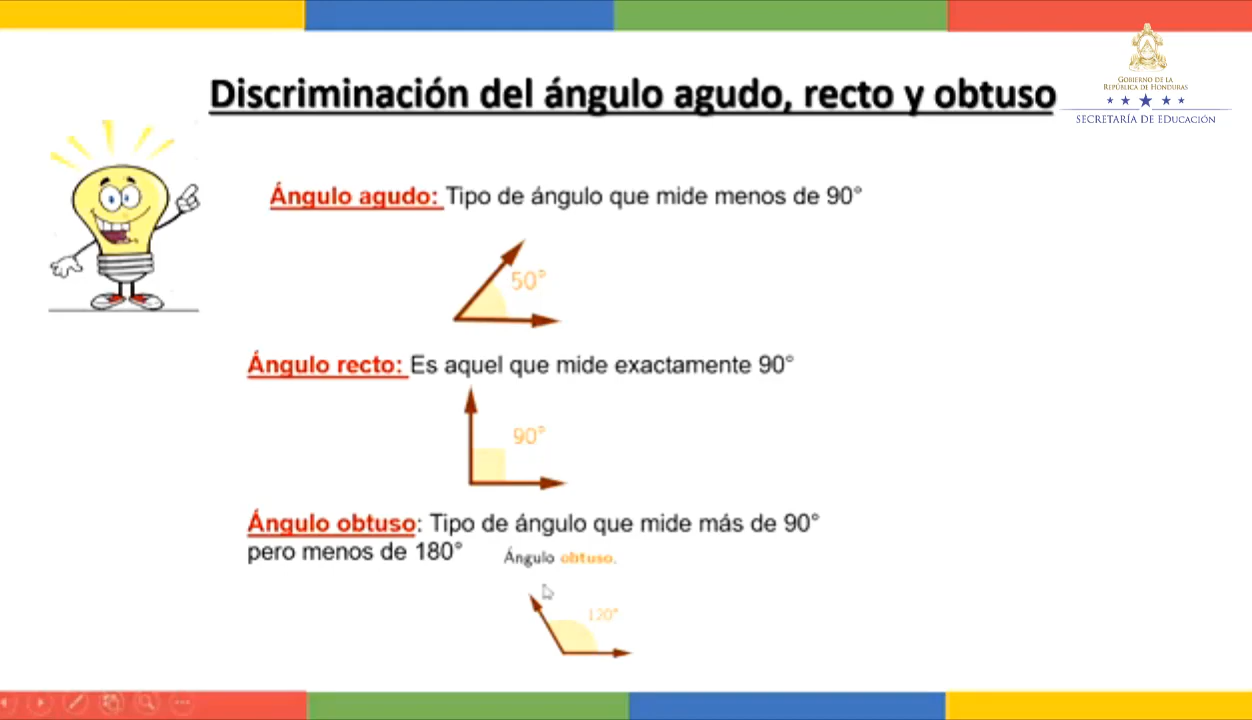 Discriminación del ángulo agudo, recto y obtuso
GOBIERNO DE LA
REPÚBLICA DE HONDURAS
SECRETARÍA DE EDUCACIÓN
Ángulo agudo: Tipo de ángulo que mide menos de 90°
50°
Ángulo recto: Es aquel que mide exactamente 90°
90°
Ángulo obtuso: Tipo de ángulo que mide más de 90°
pero menos de 180°
Ángulo obtuso.
120°